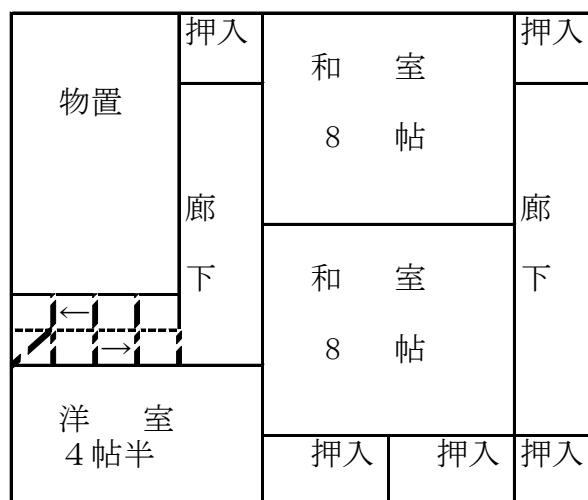 押入
押入
和　室
８　帖
物置
廊
下
廊
下
←
→
和　室
８　帖
洋　室
４帖半
押入
押入
押入